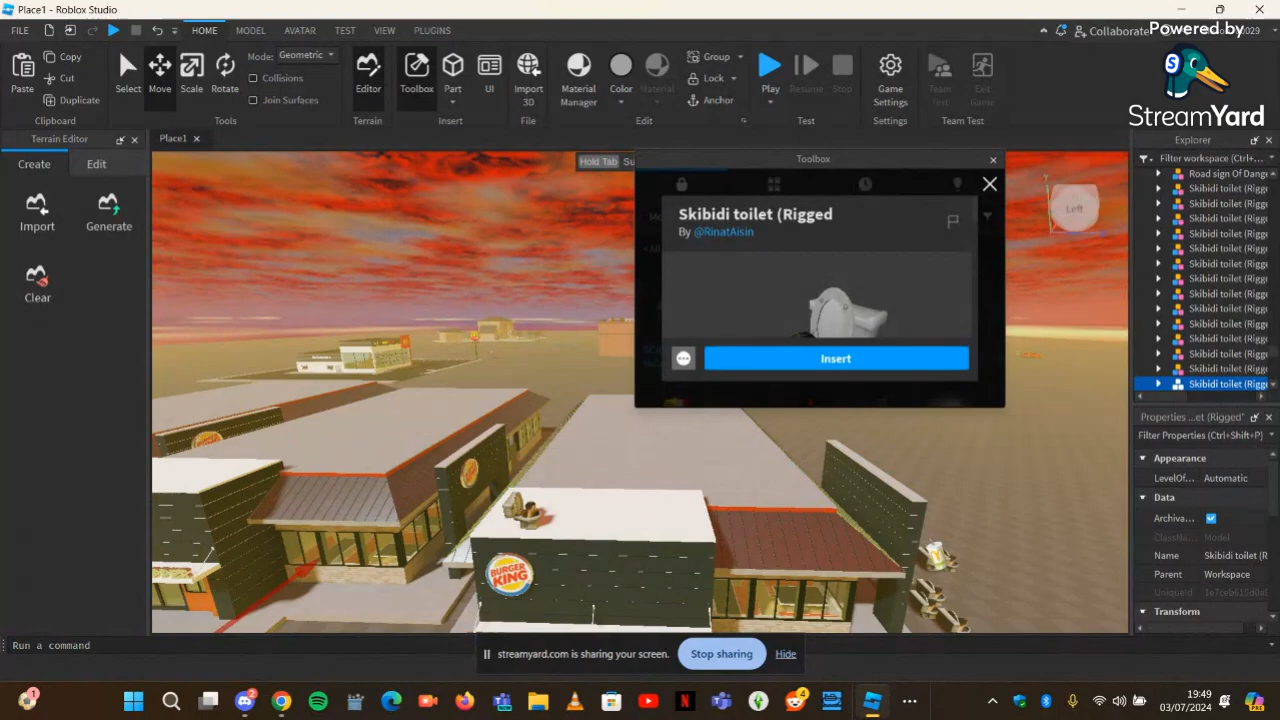 Place1 - Roblox Studio
Powered by
StreamYard
FILE HOME MODEL AVATAR TEST VIEW PLUGINS
Collaborate
Paste
Copy
Cut
Duplicate
Clipboard
Select
Move
Scale
Rotate
Mode: Geometric
Collisions
Join Surfaces
Tools
Editor
Terrain
Toolbox
Part
UI
Insert
Import
3D
File
Material
Manager
Color
Material
Group
Lock
Anchor
Edit
Play
Resume
Stop
Test
Game
Settings
Settings
Team
Test
Exit
Game
Team Test
Terrain Editor
Create Edit
Import
Generate
Clear
Place1
Hold Tab Su
Toolbox
Skibidi toilet (Rigged
By @RinatAisin
Insert
Left
BURGER
KING
Explorer
Filter workspace (Ctrl+...
Road sign Of Dange
Skibidi toilet (Rigge
Skibidi toilet (Rigge
Skibidi toilet (Rigge
Skibidi toilet (Rigge
Skibidi toilet (Rigge
Skibidi toilet (Rigge
Skibidi toilet (Rigge
Skibidi toilet (Rigge
Skibidi toilet (Rigge
Skibidi toilet (Rigge
Skibidi toilet (Rigge
Skibidi toilet (Rigge
Skibidi toilet (Rigge
Skibidi toilet (Rigge
Properties ...et (Rigged"
Filter Properties (Ctrl+Shift+P)
Appearance
LevelOf... Automatic
Data
Archiva...
ClassName Model
Name Skibidi toilet (R
Parent Workspace
UniqueId
Transform
Run a command
streamyard.com is sharing your screen.
Stop sharing
Hide
1
2
4
19:49
03/07/2024